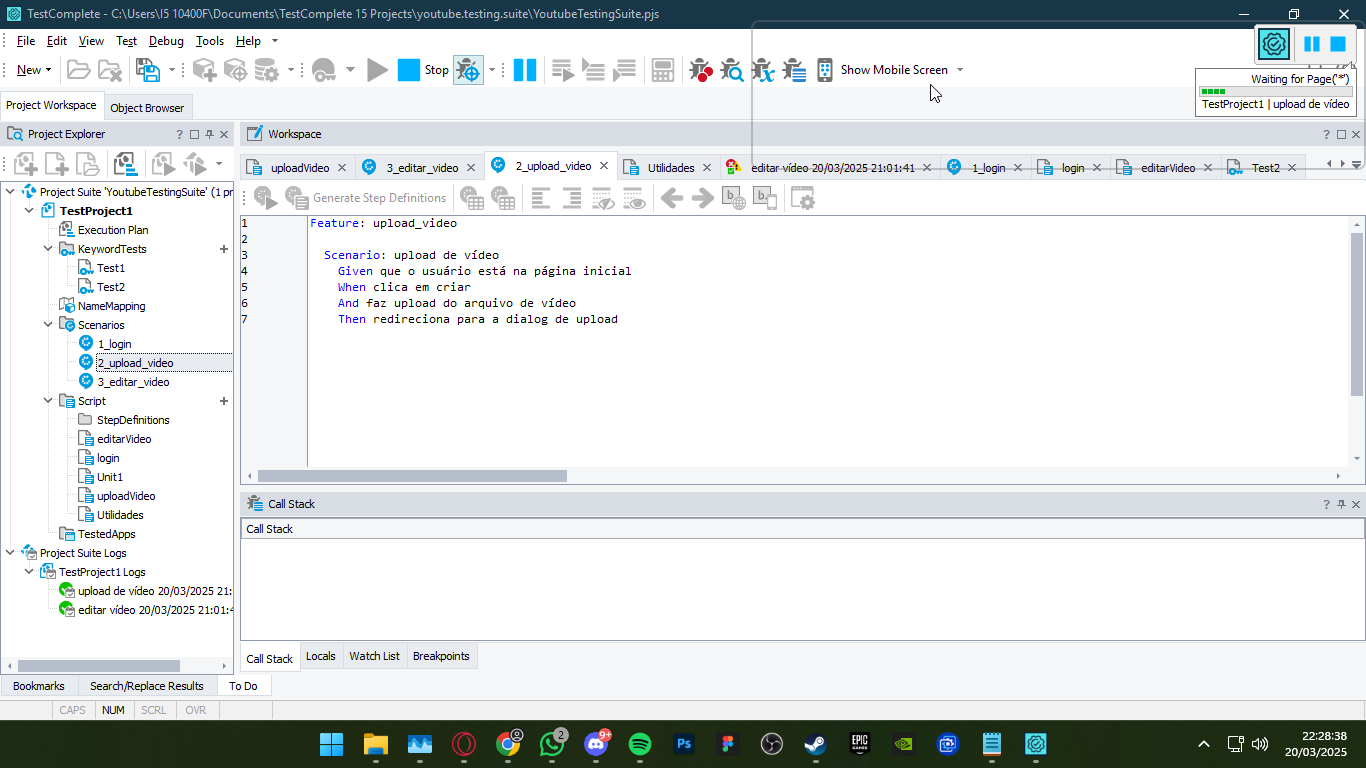 TestComplete - C:\Users\I5 10400F\Documents\TestComplete 15 Projects\youtube.testing.suite\YoutubeTestingSuite.pjs
File Edit View Test Debug Tools Help
New Stop Show Mobile Screen
Waiting for Page('*')
TestProject1 | upload de vídeo
Project Workspace Object Browser
Project Explorer ?
Workspace ?
uploadVideo 3_editar_video 2_upload_video Utilidades editar vídeo 20/03/2025 21:01:41 1_login login editarVideo Test2
Generate Step Definitions
Project Suite 'YoutubeTestingSuite' (1 pr
TestProject1
Execution Plan
KeywordTests
Test1
Test2
NameMapping
Scenarios
1_login
2_upload_video
3_editar_video
Script
StepDefinitions
editarVideo
login
Unit1
uploadVideo
Utilidades
TestedApps
Project Suite Logs
TestProject1 Logs
upload de vídeo 20/03/2025 21:
editar vídeo 20/03/2025 21:01:4
1 Feature: upload_video
2
3 Scenario: upload de vídeo
4 Given que o usuário está na página inicial
5 When clica em criar
6 And faz upload do arquivo de vídeo
7 Then redireciona para a dialog de upload
Call Stack ?
Call Stack
Call Stack Locals Watch List Breakpoints
Bookmarks Search/Replace Results To Do
CAPS NUM SCRL OVR
2 9+ Ps EPIC GAMES
22:28:38
20/03/2025